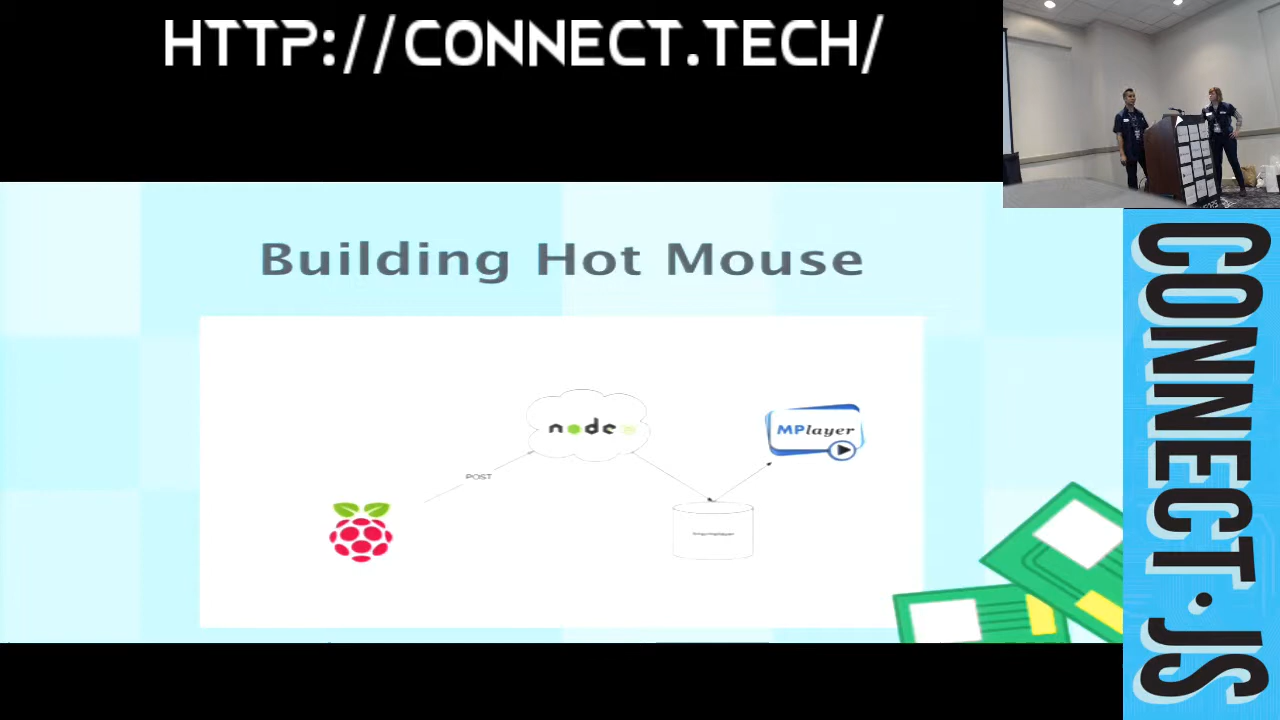 HTTP://CONNECT.TECH/
Building Hot Mouse
node
MPlayer
POST
CONNECT.JS